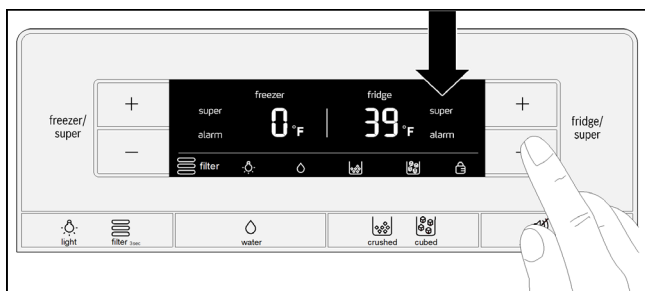 freezer fridge
super super
0°F 39°F
alarm alarm
filter
+ +
freezer/
super
fridge/
super
− −
light filter 3sec water crushed cubed